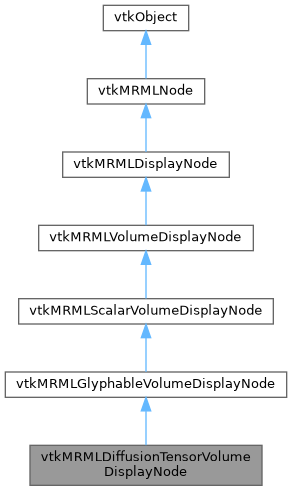 vtkObject
vtkMRMLNode
vtkMRMLDisplayNode
vtkMRMLVolumeDisplayNode
vtkMRMLScalarVolumeDisplayNode
vtkMRMLGlyphableVolumeDisplayNode
vtkMRMLDiffusionTensorVolume
DisplayNode